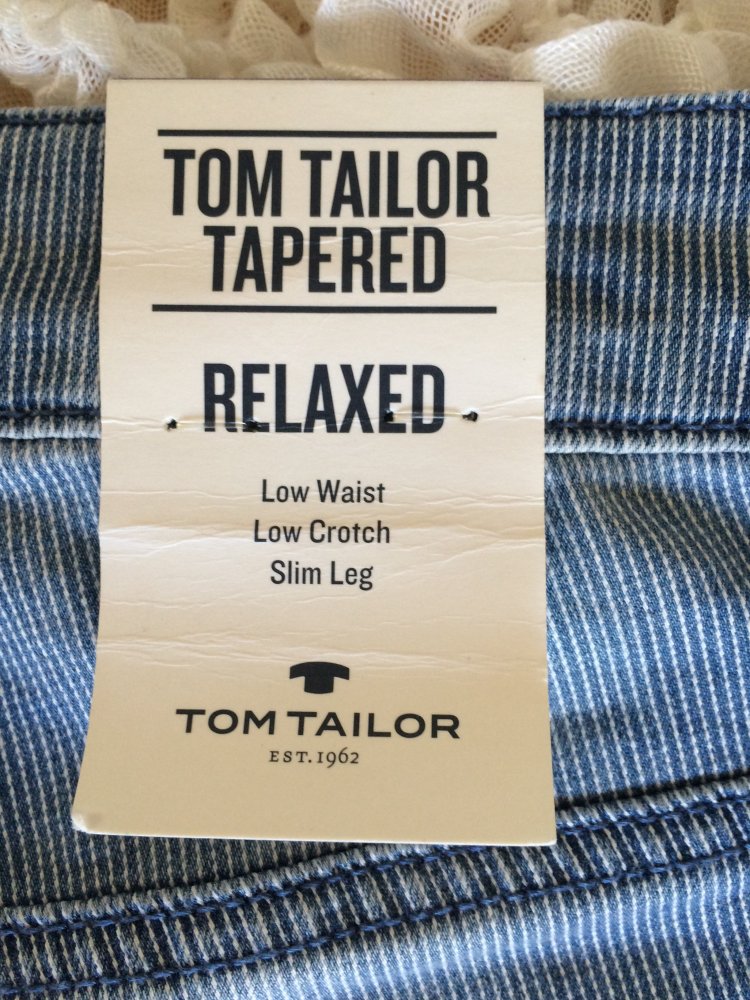 TOM TAILOR
TAPERED
RELAXED
Low Waist
Low Crotch
Slim Leg
TOM TAILOR
EST. 1962